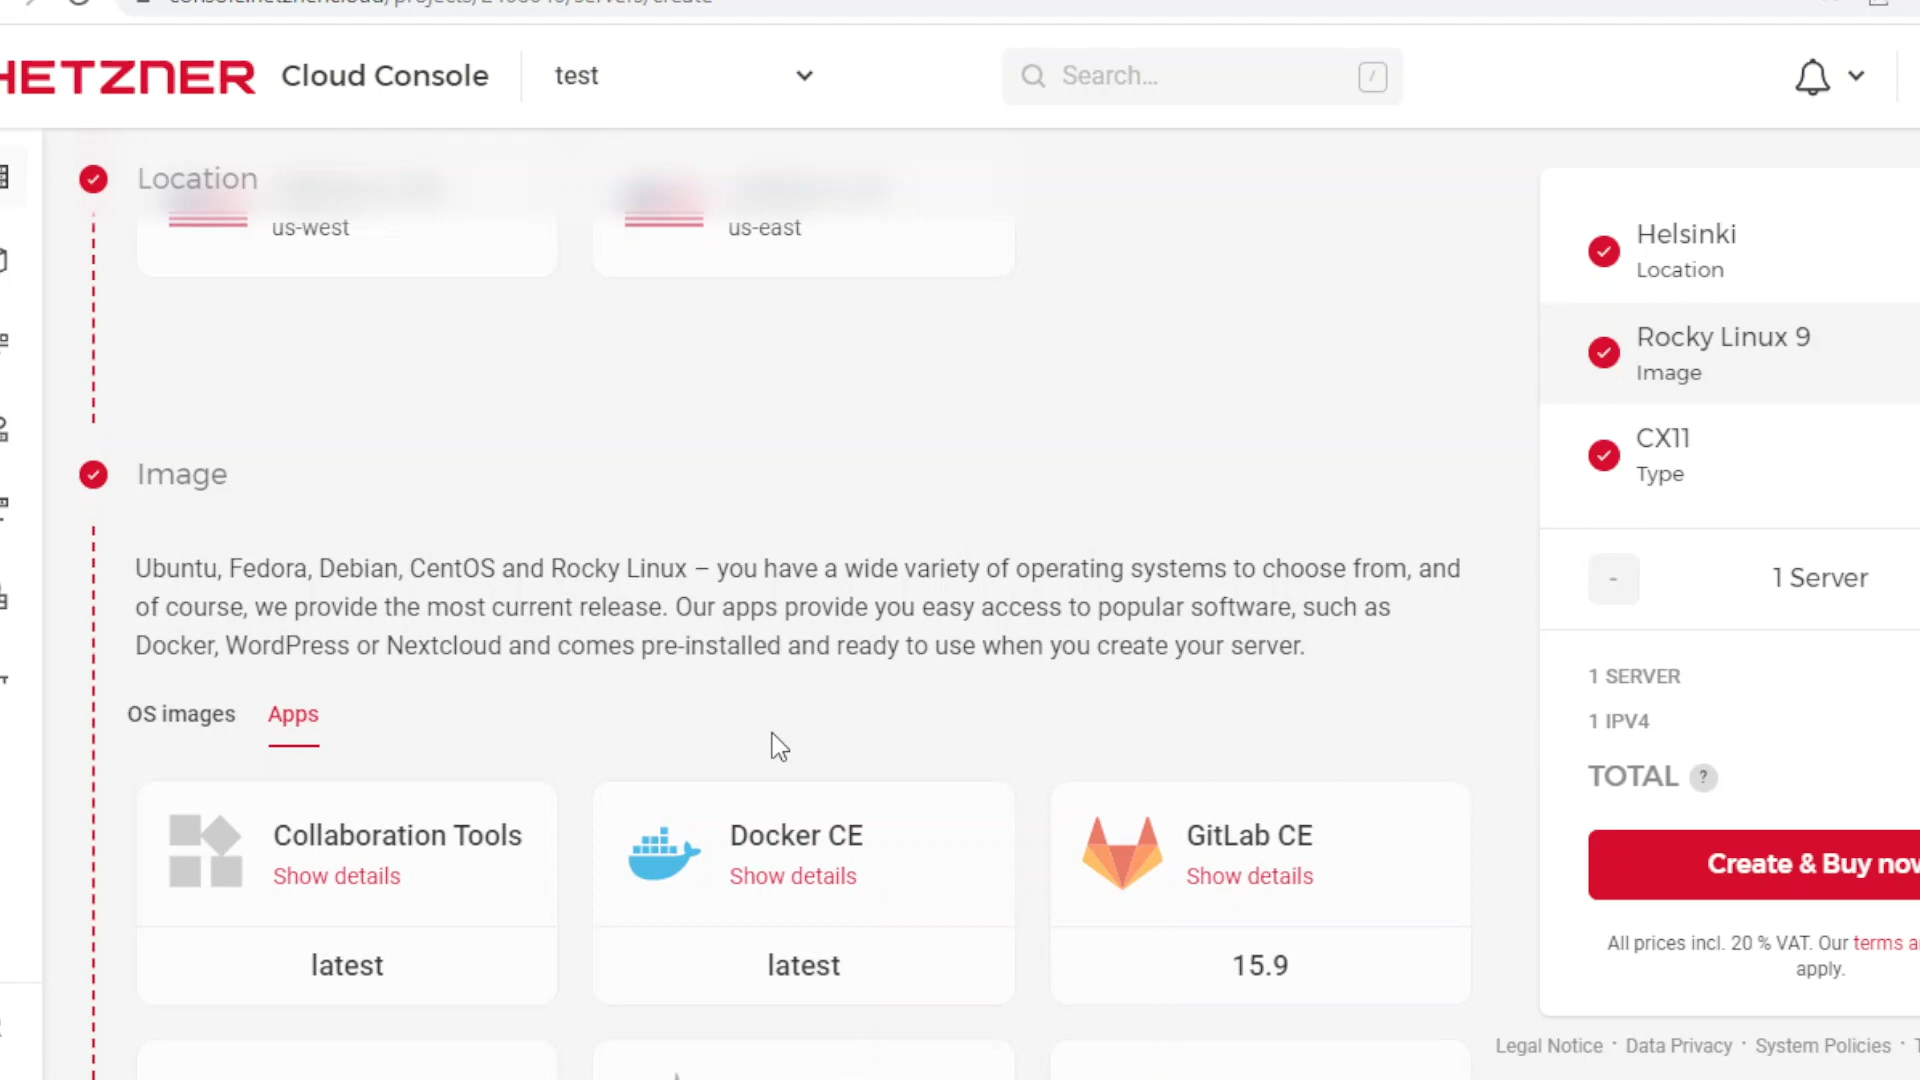 HETZNER Cloud Console
test
Search...
/
Location
us-west
us-east
Image
Ubuntu, Fedora, Debian, CentOS and Rocky Linux – you have a wide variety of operating systems to choose from, and
of course, we provide the most current release. Our apps provide you easy access to popular software, such as
Docker, WordPress or Nextcloud and comes pre-installed and ready to use when you create your server.
OS images
Apps
Collaboration Tools
Show details
latest
Docker CE
Show details
latest
GitLab CE
Show details
15.9
Helsinki
Location
Rocky Linux 9
Image
CX11
Type
-
1 Server
1 SERVER
1 IPV4
TOTAL ?
Create & Buy now
All prices incl. 20 % VAT. Our terms
apply.
Legal Notice · Data Privacy · System Policies ·